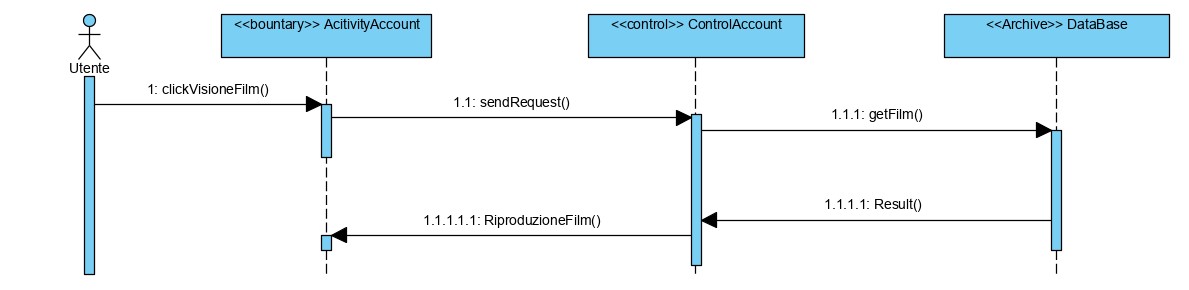 <<bountary>> AcitivityAccount
<<control>> ControlAccount
<<Archive>> DataBase
Utente
1: clickVisioneFilm()
1.1: sendRequest()
1.1.1: getFilm()
1.1.1.1: Result()
1.1.1.1.1: RiproduzioneFilm()